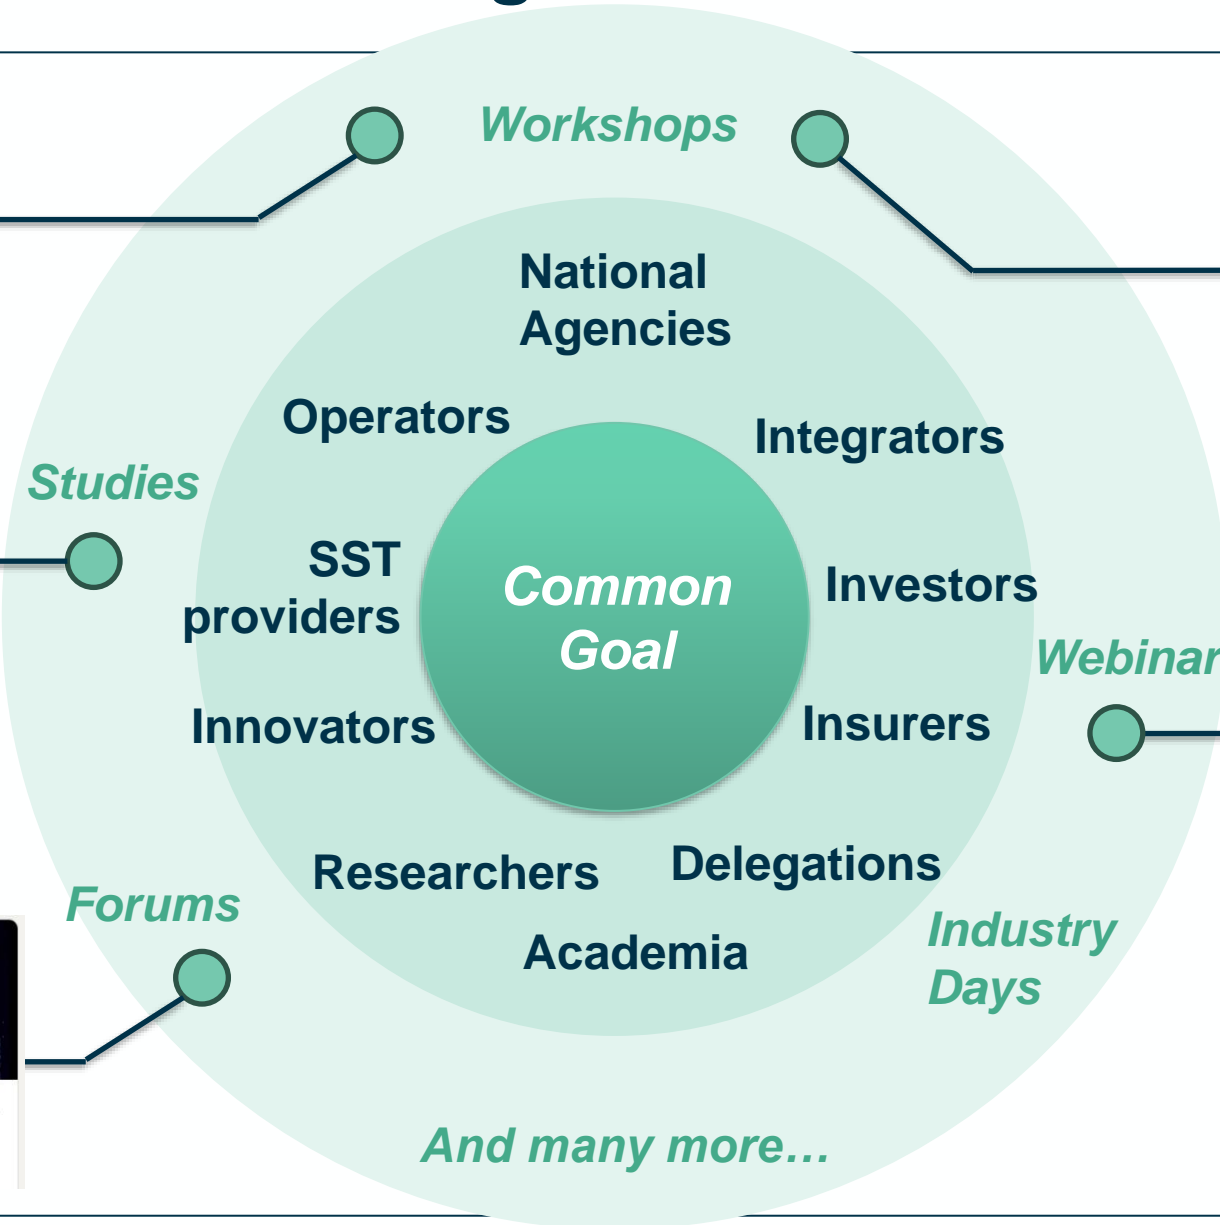 Workshops
National
Agencies
Operators
Integrators
Studies
SST
providers
Common
Goal
Investors
Webinar
Innovators
Insurers
Researchers
Delegations
Forums
Academia
Industry
Days
And many more...